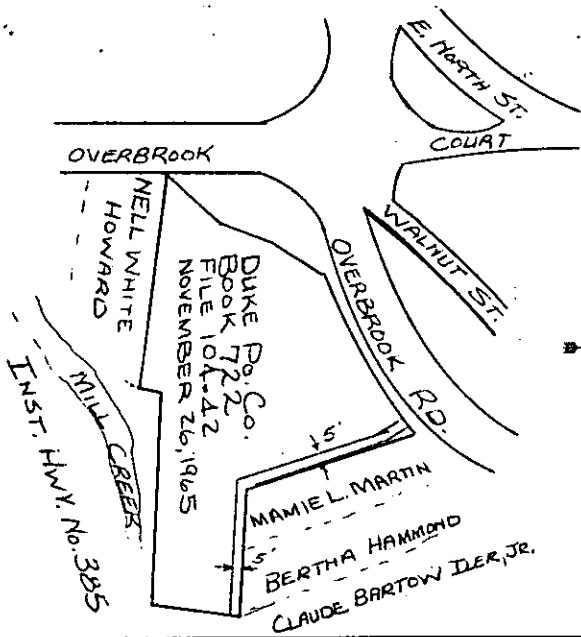 E. NORTH ST.
COURT
OVERBROOK
WALNUT ST.
NELL WHITE
HOWARD
OVERBROOK RD.
DUKE PO. CO.
BOOK 722
FILE 104-42
NOVEMBER 26, 1965
MILL CREEK
INST. HWY. No. 385
5'
5'
MAMIE L. MARTIN
BERTHA HAMMOND
CLAUDE BARTOW ILER, JR.